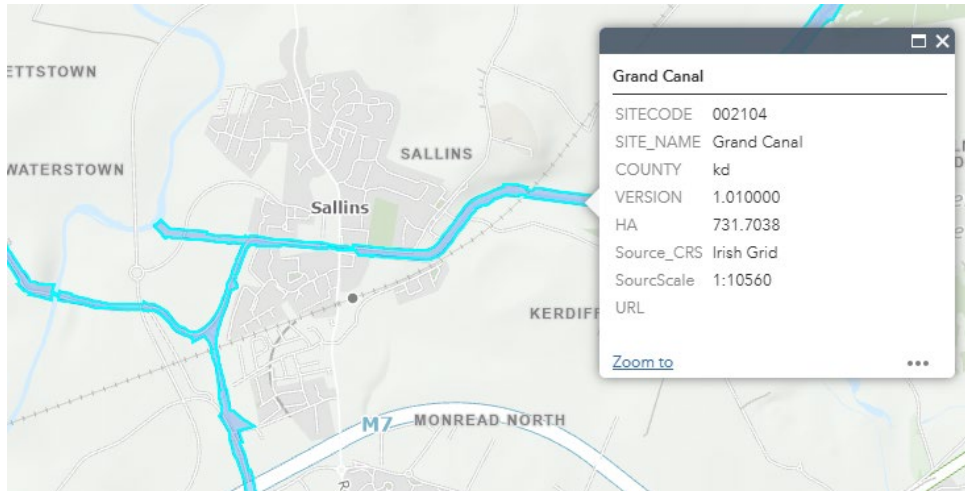 ETTSTOWN
WATERSTOWN
SALLINS
Sallins
KERDIFF
M7
MONREAD NORTH
R
Grand Canal
SITECODE 002104
SITE_NAME Grand Canal
COUNTY kd
VERSION 1.010000
HA 731.7038
Source_CRS Irish Grid
SourcScale 1:10560
URL
Zoom to